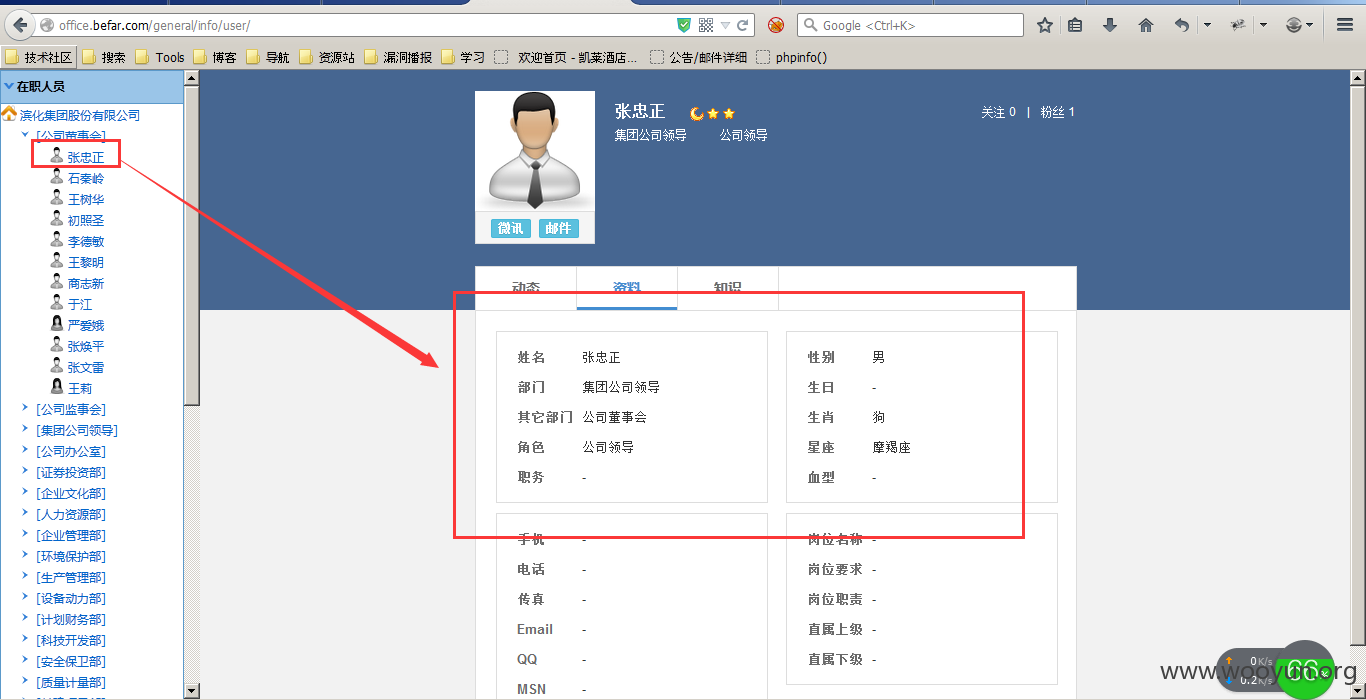 office.befar.com/general/info/user/
Google <Ctrl+K>
技术社区 搜索 Tools 博客 导航 资源站 漏洞播报 学习 欢迎首页 - 凯莱酒店... 公告/邮件详细 phpinfo()
在职人员
滨化集团股份有限公司
[公司董事会]
张忠正
石秦岭
王树华
初照圣
李德敏
王黎明
商志新
于江
严爱娥
张焕平
张文雷
王莉
[公司监事会]
[集团公司领导]
[公司办公室]
[证券投资部]
[企业文化部]
[人力资源部]
[企业管理部]
[环境保护部]
[生产管理部]
[设备动力部]
[计划财务部]
[科技开发部]
[安全保卫部]
[质量计量部]
张忠正
集团公司领导 公司领导
关注 0 | 粉丝 1
微讯 邮件
动态 资料 知识
姓名 张忠正
部门 集团公司领导
其它部门 公司董事会
角色 公司领导
职务 -
性别 男
生日 -
生肖 狗
星座 摩羯座
血型 -
手机 -
电话 -
传真 -
Email -
QQ -
MSN -
岗位名称 -
岗位要求 -
岗位职责 -
直属上级 -
直属下级 -
0 K/s
0.2 K/s
66%
www.wooyun.org